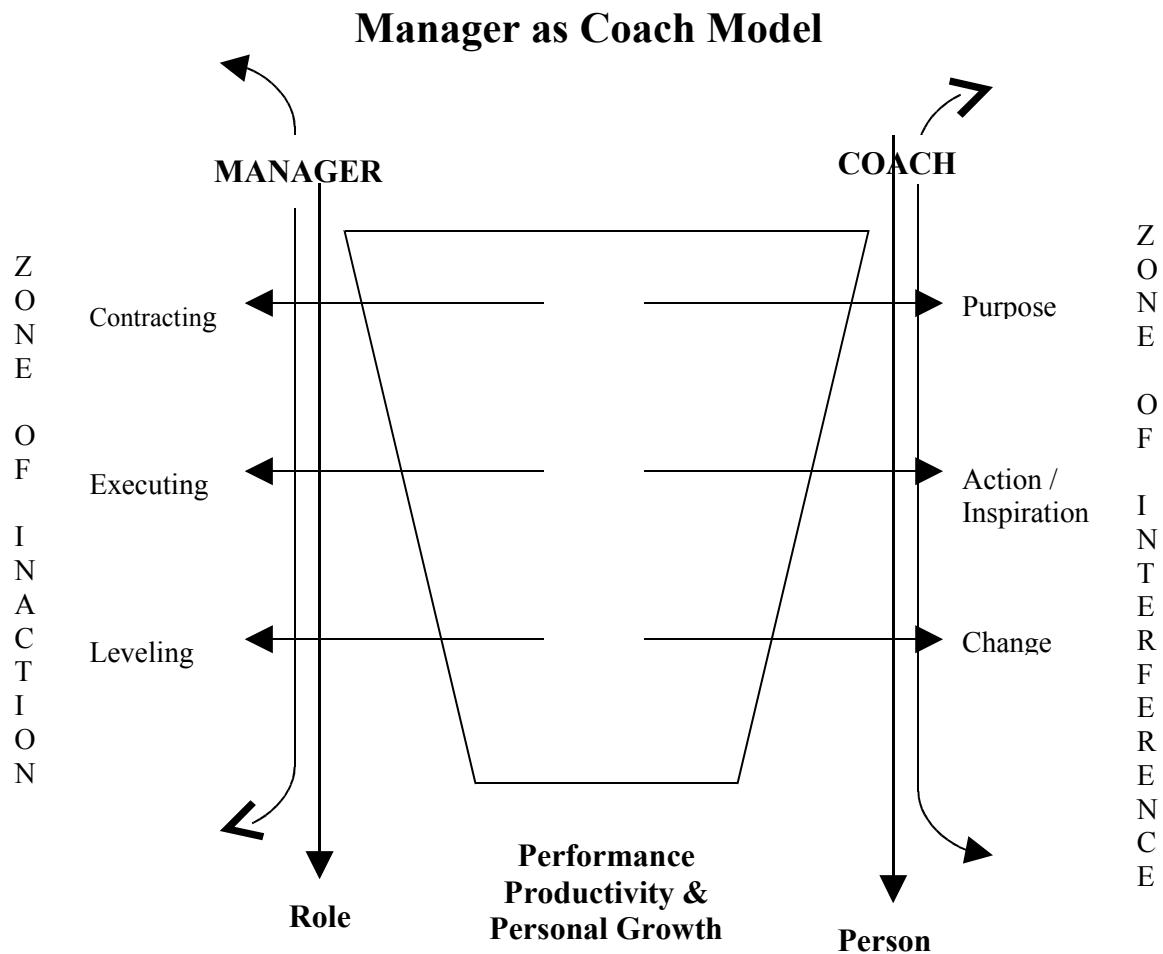 Manager as Coach Model
MANAGER
COACH
ZONE OF INACTION
Contracting
Purpose
Executing
Action /
Inspiration
Leveling
Change
ZONE OF INTERFERENCE
Performance
Productivity &
Personal Growth
Role
Person